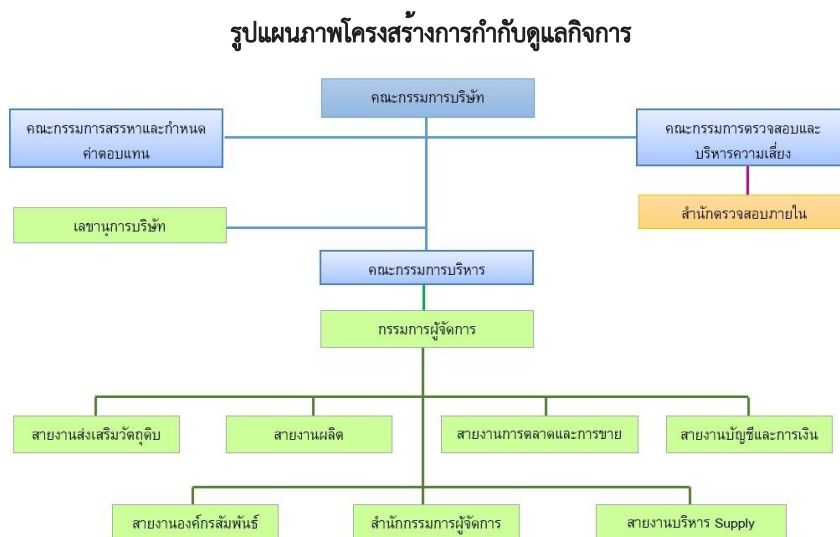 รูปแผนภาพโครงสร้างการกำกับดูแลกิจการ
คณะกรรมการบริษัท
คณะกรรมการสรรหาและกำหนด
ค่าตอบแทน
คณะกรรมการตรวจสอบและ
บริหารความเสี่ยง
เลขานุการบริษัท
สำนักตรวจสอบภายใน
คณะกรรมการบริหาร
กรรมการผู้จัดการ
สายงานส่งเสริมวัตถุดิบ
สายงานผลิต
สายงานการตลาดและการขาย
สายงานบัญชีและการเงิน
สายงานองค์กรสัมพันธ์
สำนักกรรมการผู้จัดการ
สายงานบริหาร Supply